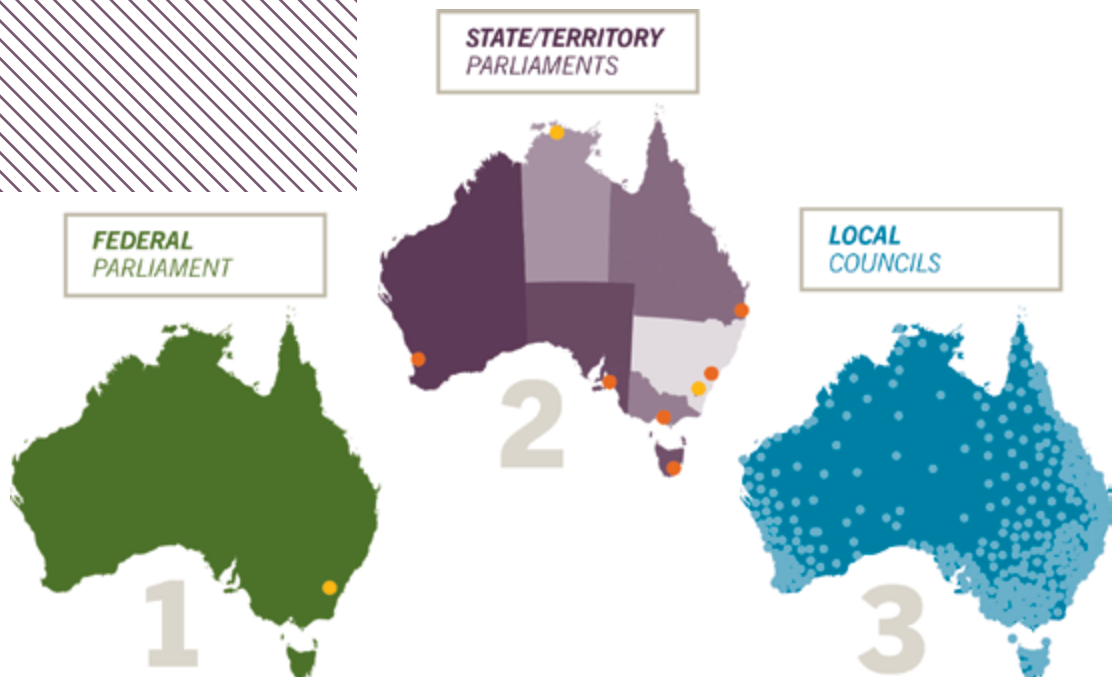 STATE/TERRITORY
PARLIAMENTS
FEDERAL
PARLIAMENT
LOCAL
COUNCILS
1
2
3